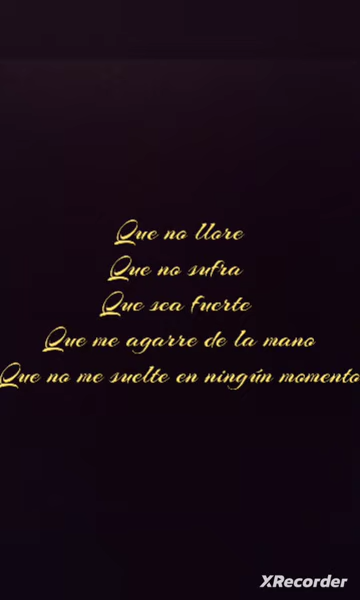 Que no llore
Que no sufra
Que sea fuerte
Que me agarre de la mano
Que no me suelte en ningún momento
XRecorder